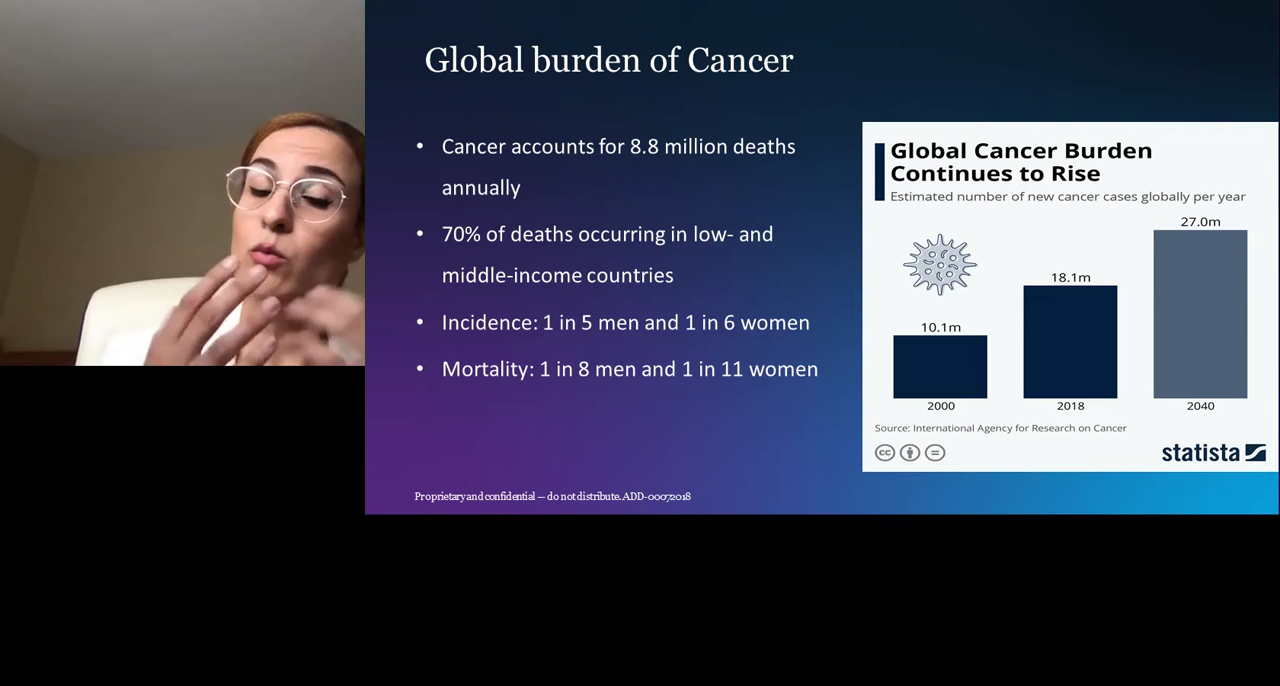 Global burden of Cancer
• Cancer accounts for 8.8 million deaths
annually
• 70% of deaths occurring in low- and
middle-income countries
• Incidence: 1 in 5 men and 1 in 6 women
• Mortality: 1 in 8 men and 1 in 11 women
Proprietary and confidential — do not distribute. ADD-00072018
Global Cancer Burden
Continues to Rise
Estimated number of new cancer cases globally per year
27.0m
18.1m
10.1m
2000 2018 2040
Source: International Agency for Research on Cancer
cc
statista